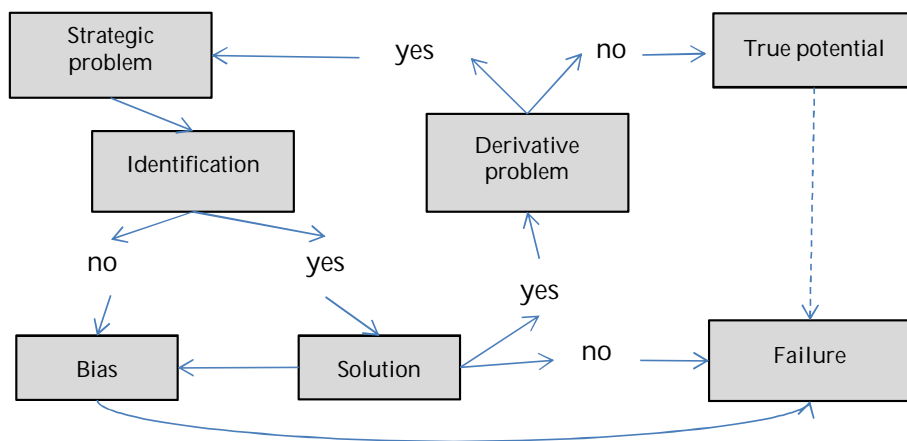 Strategic
problem
yes
no
True potential
Identification
Derivative
problem
no
yes
yes
no
Bias
Solution
Failure